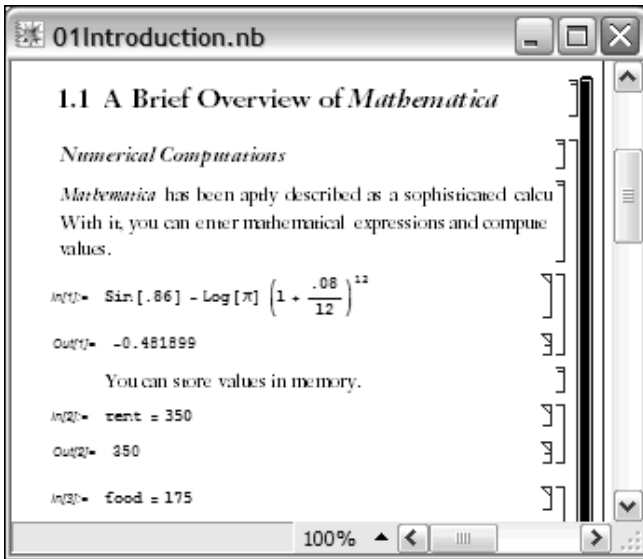 01Introduction.nb
1.1 A Brief Overview of Mathematica
Numerical Computations
Mathematica has been aptly described as a sophisticated calcu
With it, you can enter mathematical expressions and compute
values.
In[1]:= Sin[.86] - Log[π] (1 + .08/12)^12
Out[1]= -0.481899
You can store values in memory.
In[2]:= rent = 350
Out[2]= 350
In[3]:= food = 175
100%